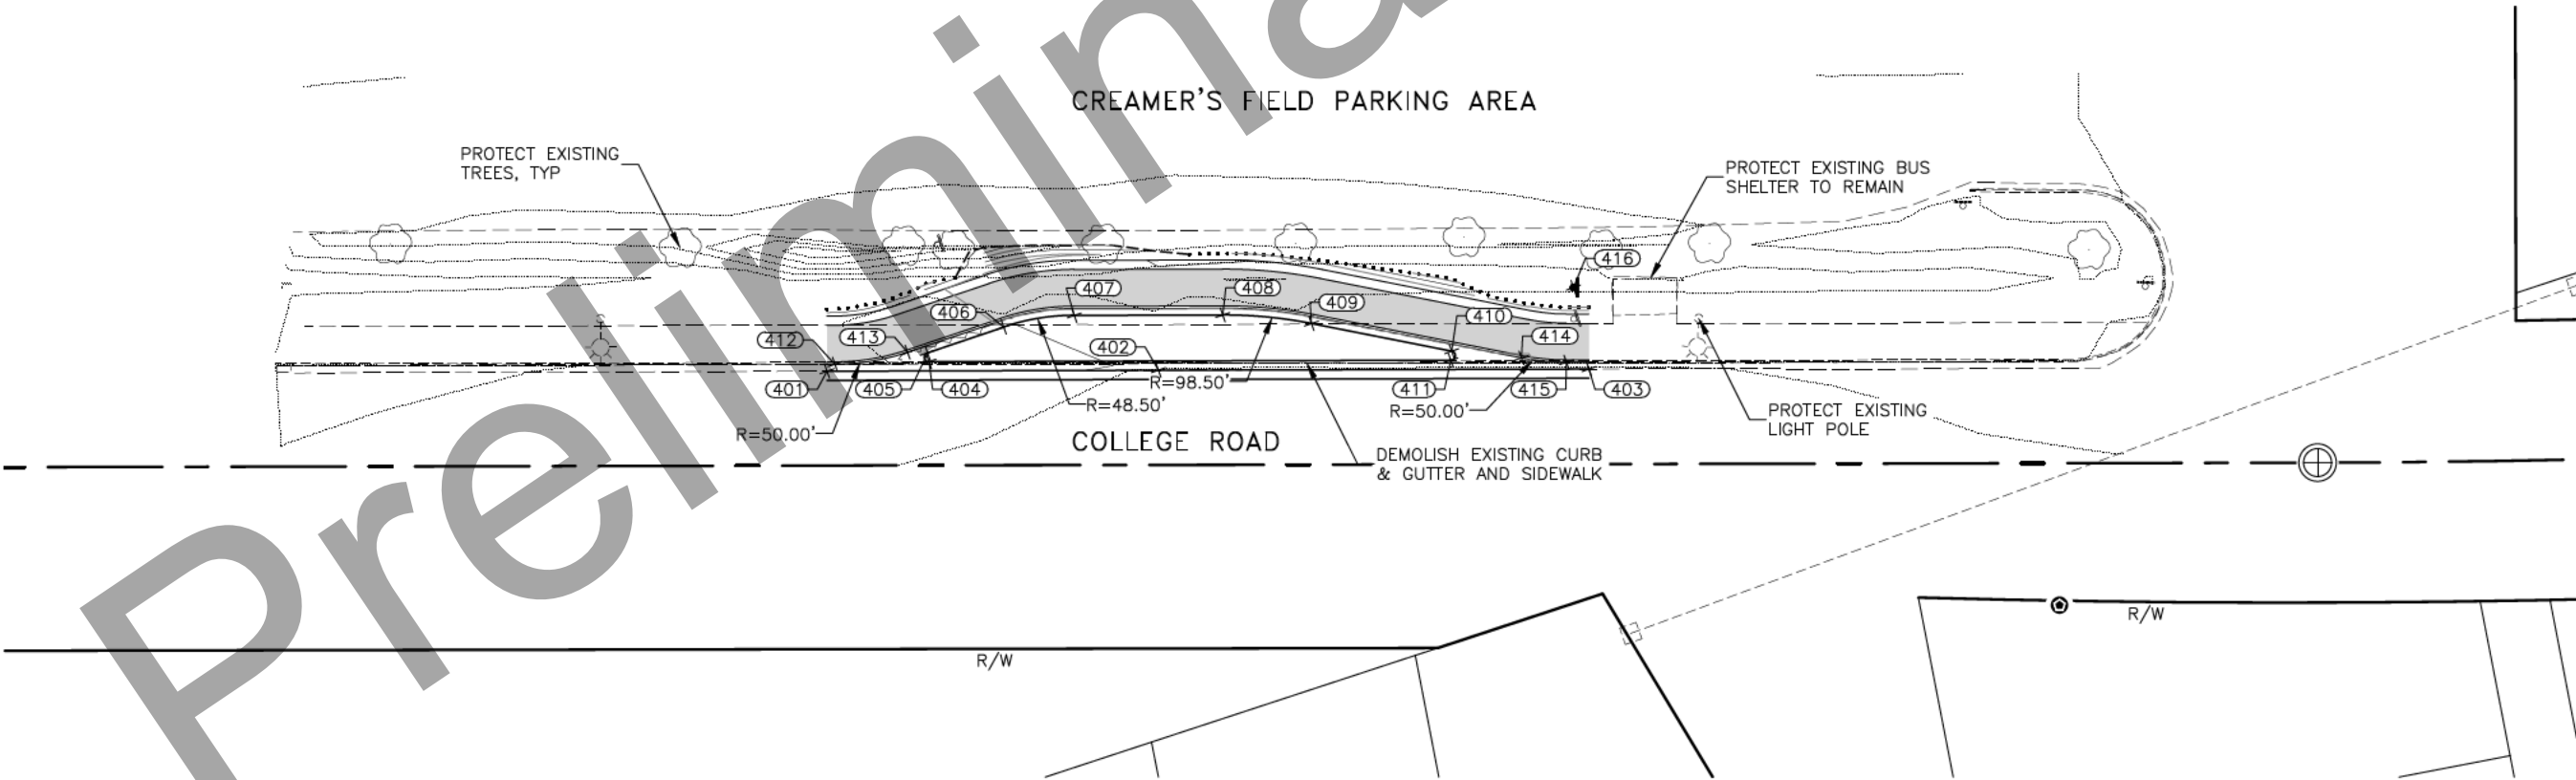 CREAMER'S FIELD PARKING AREA
PROTECT EXISTING
TREES, TYP
PROTECT EXISTING BUS
SHELTER TO REMAIN
416
407
408
409
406
410
412
413
414
402
401
405
404
R=98.50'
411
415
403
R=48.50'
R=50.00'
R=50.00'
PROTECT EXISTING
LIGHT POLE
COLLEGE ROAD
DEMOLISH EXISTING CURB
& GUTTER AND SIDEWALK
R/W
R/W
Prelimina